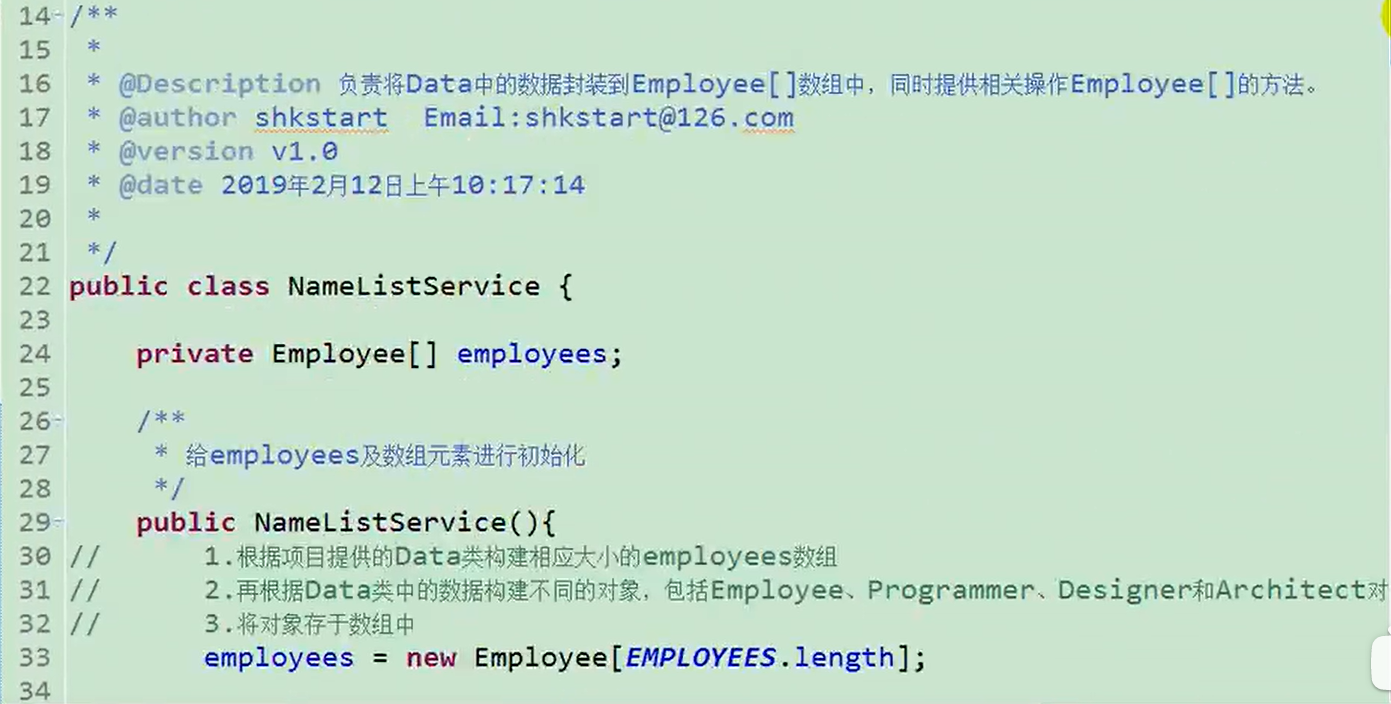 14 /**
15 *
16 * @Description 负责将Data中的数据封装到Employee[]数组中，同时提供相关操作Employee[]的方法。
17 * @author shkstart Email:shkstart@126.com
18 * @version v1.0
19 * @date 2019年2月12日上午10:17:14
20 *
21 */
22 public class NameListService {
23
24 private Employee[] employees;
25
26 /**
27 * 给employees及数组元素进行初始化
28 */
29 public NameListService(){
30 // 1.根据项目提供的Data类构建相应大小的employees数组
31 // 2.再根据Data类中的数据构建不同的对象，包括Employee、Programmer、Designer和Architect对
32 // 3.将对象存于数组中
33 employees = new Employee[EMPLOYEES.length];
34